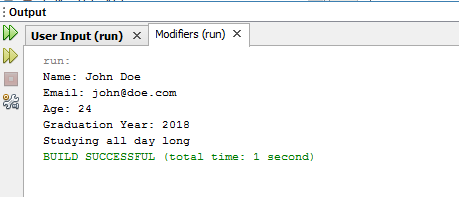 Output
User Input (run) Modifiers (run)
run:
Name: John Doe
Email: john@doe.com
Age: 24
Graduation Year: 2018
Studying all day long
BUILD SUCCESSFUL (total time: 1 second)